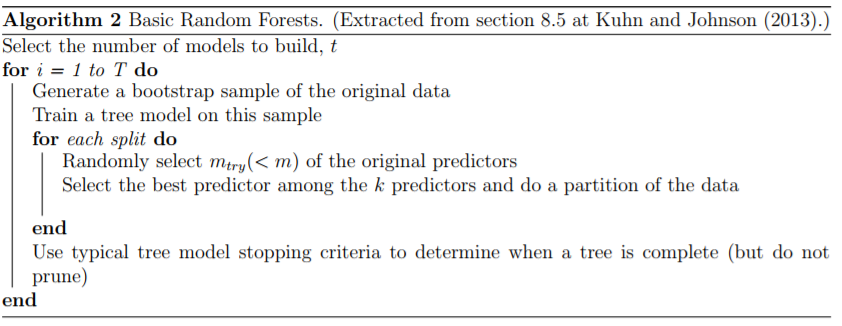 Algorithm 2 Basic Random Forests. (Extracted from section 8.5 at Kuhn and Johnson (2013).)
Select the number of models to build, t
for i = 1 to T do
Generate a bootstrap sample of the original data
Train a tree model on this sample
for each split do
Randomly select m_try(< m) of the original predictors
Select the best predictor among the k predictors and do a partition of the data
end
Use typical tree model stopping criteria to determine when a tree is complete (but do not
prune)
end